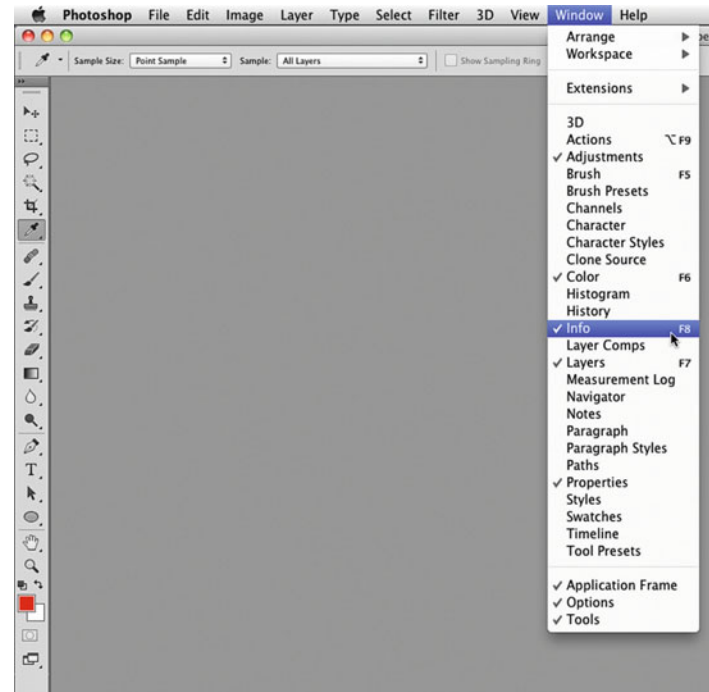 Photoshop File Edit Image Layer Type Select Filter 3D View Window Help
Sample Size: Point Sample Sample: All Layers Show Sampling Ring
Arrange
Workspace
Extensions
3D
Actions ⌥F9
✓ Adjustments
Brush F5
Brush Presets
Channels
Character
Character Styles
Clone Source
✓ Color F6
Histogram
History
✓ Info F8
Layer Comps
✓ Layers F7
Measurement Log
Navigator
Notes
Paragraph
Paragraph Styles
Paths
✓ Properties
Styles
Swatches
Timeline
Tool Presets
✓ Application Frame
✓ Options
✓ Tools